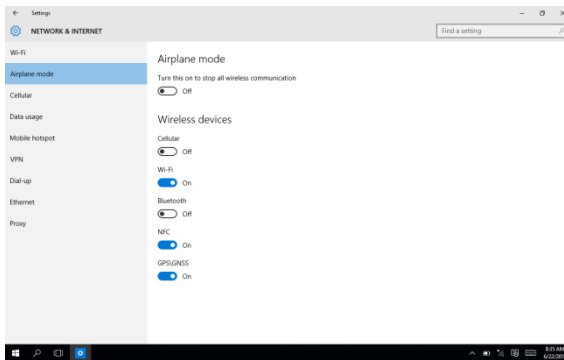 Settings
NETWORK & INTERNET
Find a setting
Wi-Fi
Airplane mode
Cellular
Data usage
Mobile hotspot
VPN
Dial-up
Ethernet
Proxy
Airplane mode
Turn this on to stop all wireless communication
Off
Wireless devices
Cellular
Off
Wi-Fi
On
Bluetooth
Off
NFC
On
GPS\GNSS
On
8:35 AM